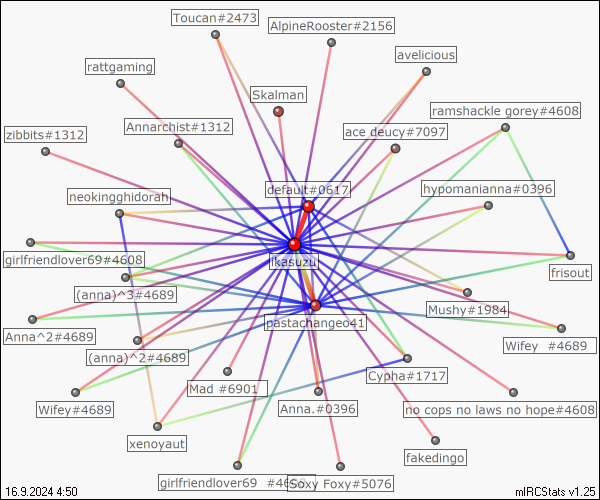 Toucan#2473
AlpineRooster#2156
avelicious
rattgaming
Skalman
ramshackle gorey#4608
zibbits#1312
Annarchist#1312
ace deucy#7097
default#0617
hypomanianna#0396
neokingghidorah
ikasuzu
girlfriendlover69#4608
frisout
(anna)^3#4689
Mushy#1984
pastachangeo41
Anna^2#4689
(anna)^2#4689
Wifey #4689
Mad #6901
Cypha#1717
Wifey#4689
Anna.#0396
no cops no laws no hope#4608
xenoyaut
fakedingo
girlfriendlover69
Soxy Foxy#5076
16.9.2024 4:50
mIRCStats v1.25